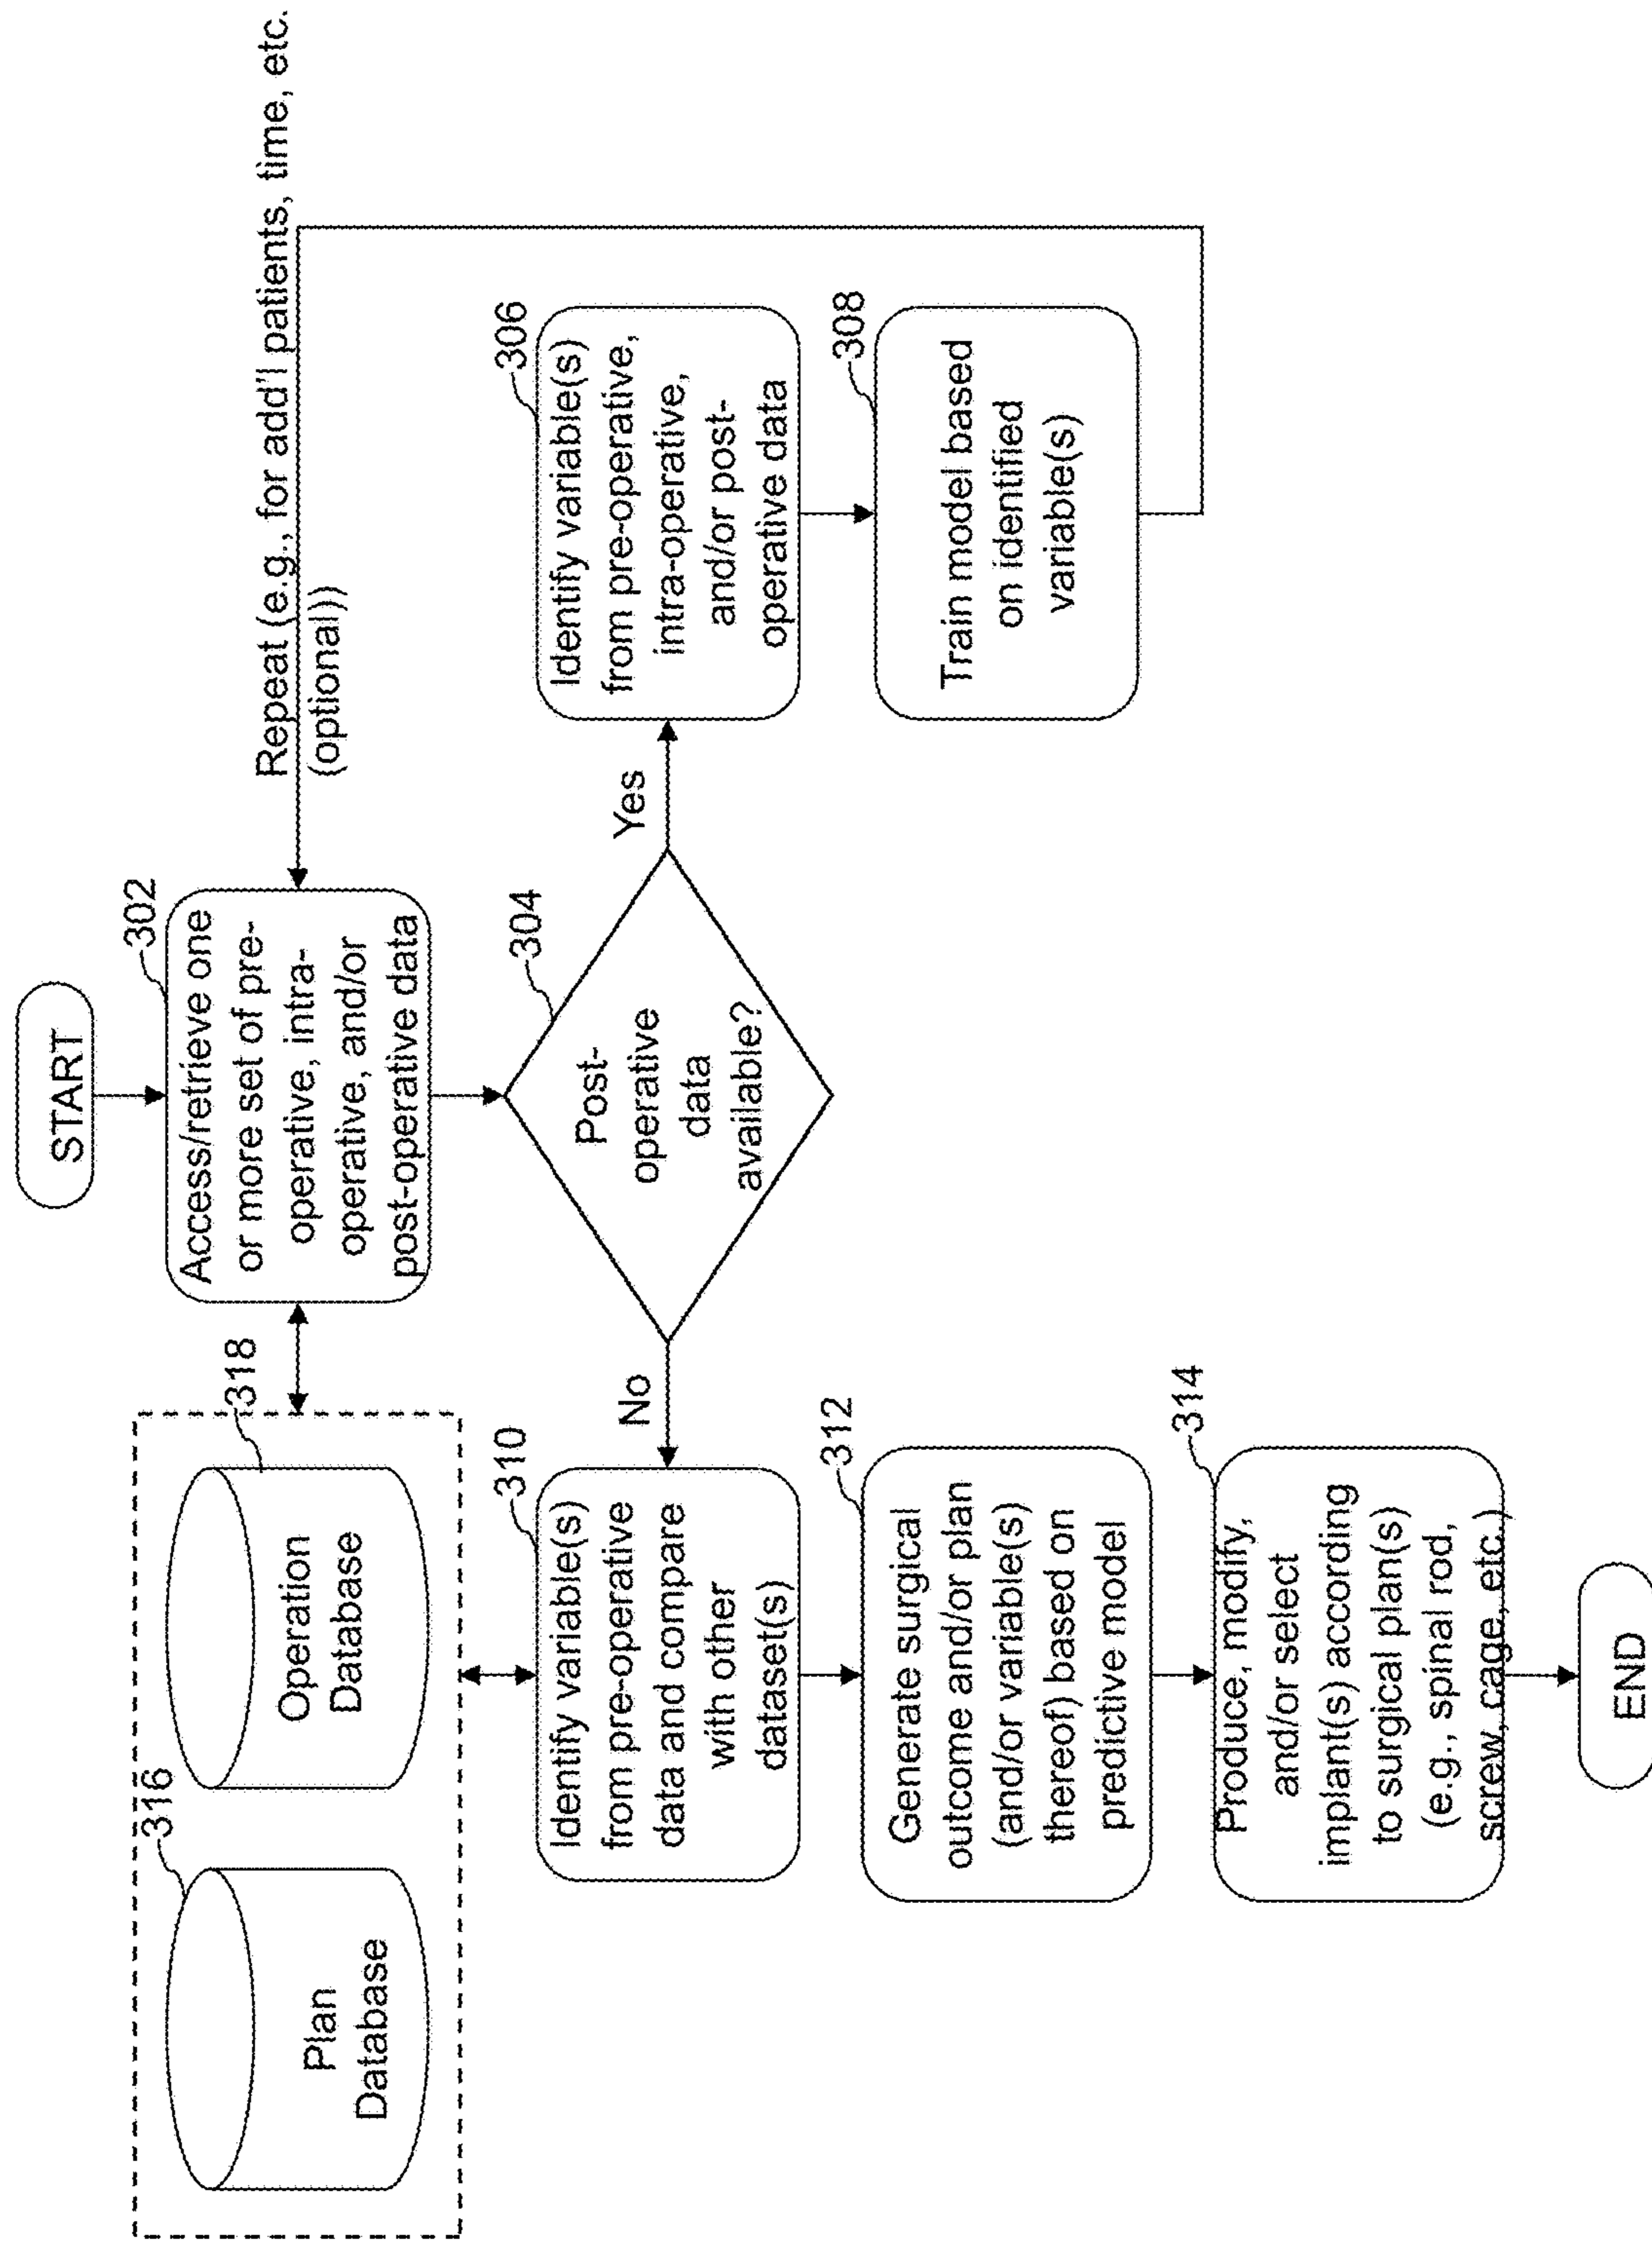 START
302
Access/retrieve one
or more set of pre-
operative, intra-
operative, and/or
post-operative data
Repeat (e.g., for add'l patients, time, etc.
(optional))
316
Plan
Database
318
Operation
Database
304
Post-
operative
data
available?
No
Yes
310
Identify variable(s)
from pre-operative
data and compare
with other
dataset(s)
306
Identify variable(s)
from pre-operative,
intra-operative,
and/or post-
operative data
312
Generate surgical
outcome and/or plan
(and/or variable(s)
thereof) based on
predictive model
308
Train model based
on identified
variable(s)
314
Produce, modify,
and/or select
implant(s) according
to surgical plan(s)
(e.g., spinal rod,
screw, cage, etc.)
END